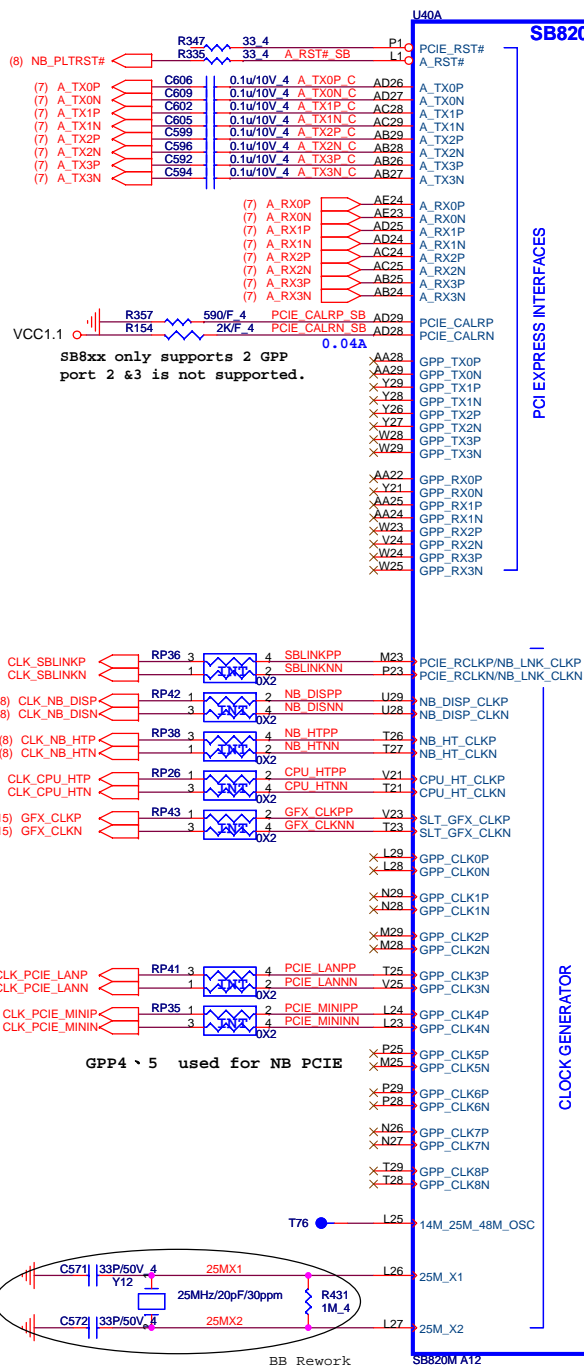 U40A
SB820
R347 33_4 P1 PCIE_RST#
(8) NB_PLTRST# R335 33_4 A_RST#_SB L1 A_RST#
(7) A_TX0P C606 0.1u/10V_4 A_TX0P_C AD26 A_TX0P
(7) A_TX0N C609 0.1u/10V_4 A_TX0N_C AD27 A_TX0N
(7) A_TX1P C602 0.1u/10V_4 A_TX1P_C AC28 A_TX1P
(7) A_TX1N C605 0.1u/10V_4 A_TX1N_C AC29 A_TX1N
(7) A_TX2P C599 0.1u/10V_4 A_TX2P_C AB29 A_TX2P
(7) A_TX2N C596 0.1u/10V_4 A_TX2N_C AB28 A_TX2N
(7) A_TX3P C592 0.1u/10V_4 A_TX3P_C AB26 A_TX3P
(7) A_TX3N C594 0.1u/10V_4 A_TX3N_C AB27 A_TX3N
(7) A_RX0P AE24 A_RX0P
(7) A_RX0N AE23 A_RX0N
(7) A_RX1P AD25 A_RX1P
(7) A_RX1N AD24 A_RX1N
(7) A_RX2P AC24 A_RX2P
(7) A_RX2N AC25 A_RX2N
(7) A_RX3P AB25 A_RX3P
(7) A_RX3N AB24 A_RX3N
PCI EXPRESS INTERFACES
R357 590/F_4 PCIE_CALRP_SB AD29 PCIE_CALRP
VCC1.1 R154 2K/F_4 PCIE_CALRN_SB AD28 PCIE_CALRN
0.04A
SB8xx only supports 2 GPP
port 2 &3 is not supported.
AA28 GPP_TX0P
AA29 GPP_TX0N
Y29 GPP_TX1P
Y28 GPP_TX1N
Y26 GPP_TX2P
Y27 GPP_TX2N
W28 GPP_TX3P
W29 GPP_TX3N
AA22 GPP_RX0P
Y21 GPP_RX0N
AA25 GPP_RX1P
AA24 GPP_RX1N
W23 GPP_RX2P
V24 GPP_RX2N
W24 GPP_RX3P
W25 GPP_RX3N
CLK_SBLINKP RP36 3 4 SBLINKPP M23 PCIE_RCLKP/NB_LNK_CLKP
CLK_SBLINKN 1 INT 2 SBLINKNN P23 PCIE_RCLKN/NB_LNK_CLKN
0X2
8) CLK_NB_DISP RP42 1 2 NB_DISPP U29 NB_DISP_CLKP
8) CLK_NB_DISN 3 INT 4 NB_DISNN U28 NB_DISP_CLKN
0X2
(8) CLK_NB_HTP RP38 3 4 NB_HTPP T26 NB_HT_CLKP
(8) CLK_NB_HTN 1 INT 2 NB_HTNN T27 NB_HT_CLKN
0X2
CLK_CPU_HTP RP26 1 2 CPU_HTPP V21 CPU_HT_CLKP
CLK_CPU_HTN 3 INT 4 CPU_HTNN T21 CPU_HT_CLKN
0X2
15) GFX_CLKP RP43 1 2 GFX_CLKPP V23 SLT_GFX_CLKP
15) GFX_CLKN 3 INT 4 GFX_CLKNN T23 SLT_GFX_CLKN
0X2
L29 GPP_CLK0P
L28 GPP_CLK0N
N29 GPP_CLK1P
N28 GPP_CLK1N
M29 GPP_CLK2P
M28 GPP_CLK2N
CLK_PCIE_LANP RP41 3 4 PCIE_LANPP T25 GPP_CLK3P
CLK_PCIE_LANN 1 INT 2 PCIE_LANNN V25 GPP_CLK3N
0X2
CLK_PCIE_MINIP RP35 1 2 PCIE_MINIPP L24 GPP_CLK4P
CLK_PCIE_MININ 3 INT 4 PCIE_MININN L23 GPP_CLK4N
0X2
CLOCK GENERATOR
GPP4、5 used for NB PCIE
P25 GPP_CLK5P
M25 GPP_CLK5N
P29 GPP_CLK6P
P28 GPP_CLK6N
N26 GPP_CLK7P
N27 GPP_CLK7N
T29 GPP_CLK8P
T28 GPP_CLK8N
T76 L25 14M_25M_48M_OSC
C571 33P/50V_4 25MX1 L26 25M_X1
Y12
25MHz/20pF/30ppm R431
1M_4
C572 33P/50V_4 25MX2 L27 25M_X2
BB Rework
SB820M A12